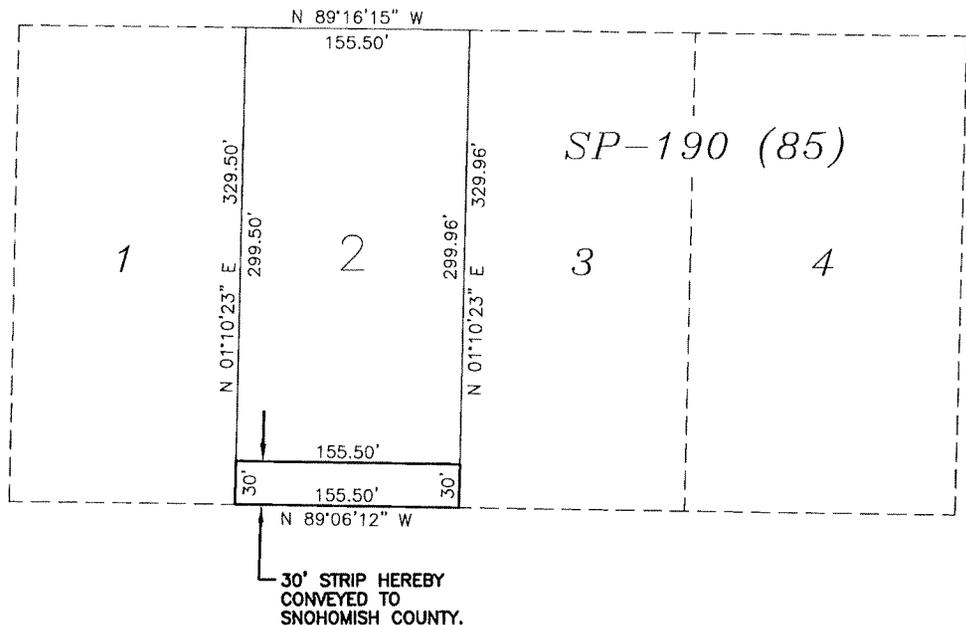 N 89°16'15" W
155.50'
SP-190 (85)
329.50'
329.96'
299.50'
299.96'
1
2
3
4
N 01°10'23" E
N 01°10'23" E
155.50'
30'
30'
155.50'
N 89°06'12" W
30' STRIP HEREBY
CONVEYED TO
SNOHOMISH COUNTY.